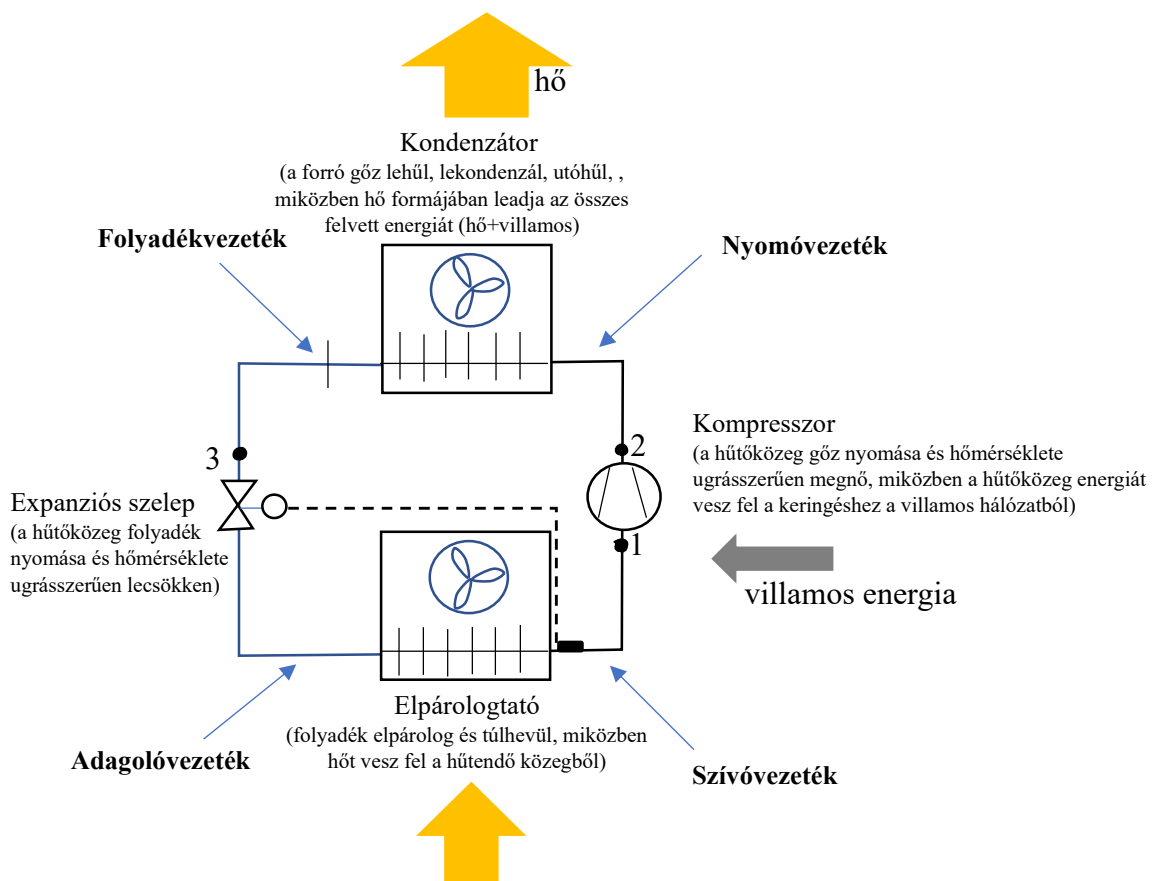 hő
Kondenzátor
(a forró gőz lehűl, lekondenzál, utóhűl, ,
miközben hő formájában leadja az összes
felvett energiát (hő+villamos)
Folyadékvezeték
Nyomóvezeték
3
2
Kompresszor
(a hűtőközeg gőz nyomása és hőmérséklete
ugrásszerűen megnő, miközben a hűtőközeg energiát
vesz fel a keringéshez a villamos hálózatból)
Expanziós szelep
(a hűtőközeg folyadék
nyomása és hőmérséklete
ugrásszerűen lecsökken)
1
villamos energia
Elpárologtató
(folyadék elpárolog és túlhevül, miközben
hőt vesz fel a hűtendő közegből)
Adagolóvezeték
Szívóvezeték